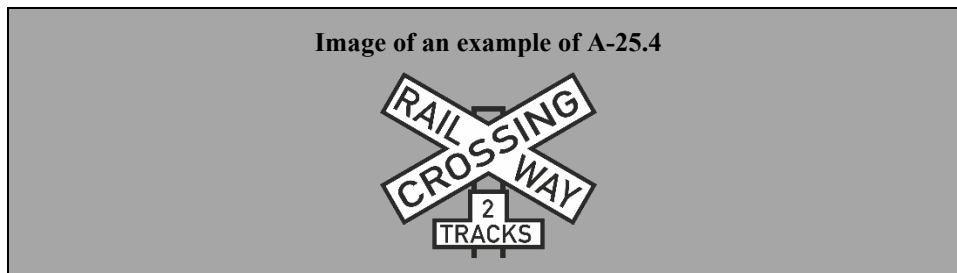 Image of an example of A-25.4
RAIL WAY
CROSSING
2
TRACKS